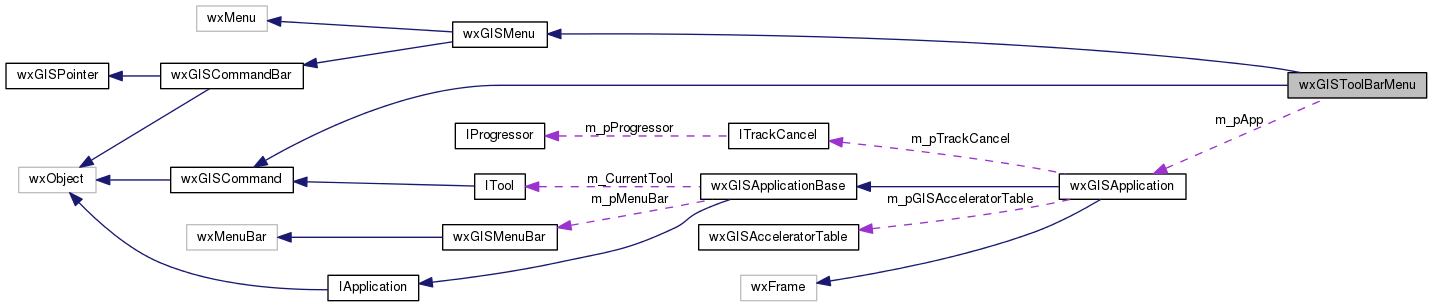 wxMenu
wxGISMenu
wxGISPointer
wxGISCommandBar
wxGISToolBarMenu
m_pApp
IProgressor
m_pProgressor
ITrackCancel
m_pTrackCancel
wxObject
wxGISCommand
ITool
m_CurrentTool
wxGISApplicationBase
wxGISApplication
m_pMenuBar
m_pGISAcceleratorTable
wxMenuBar
wxGISMenuBar
wxGISAcceleratorTable
IApplication
wxFrame